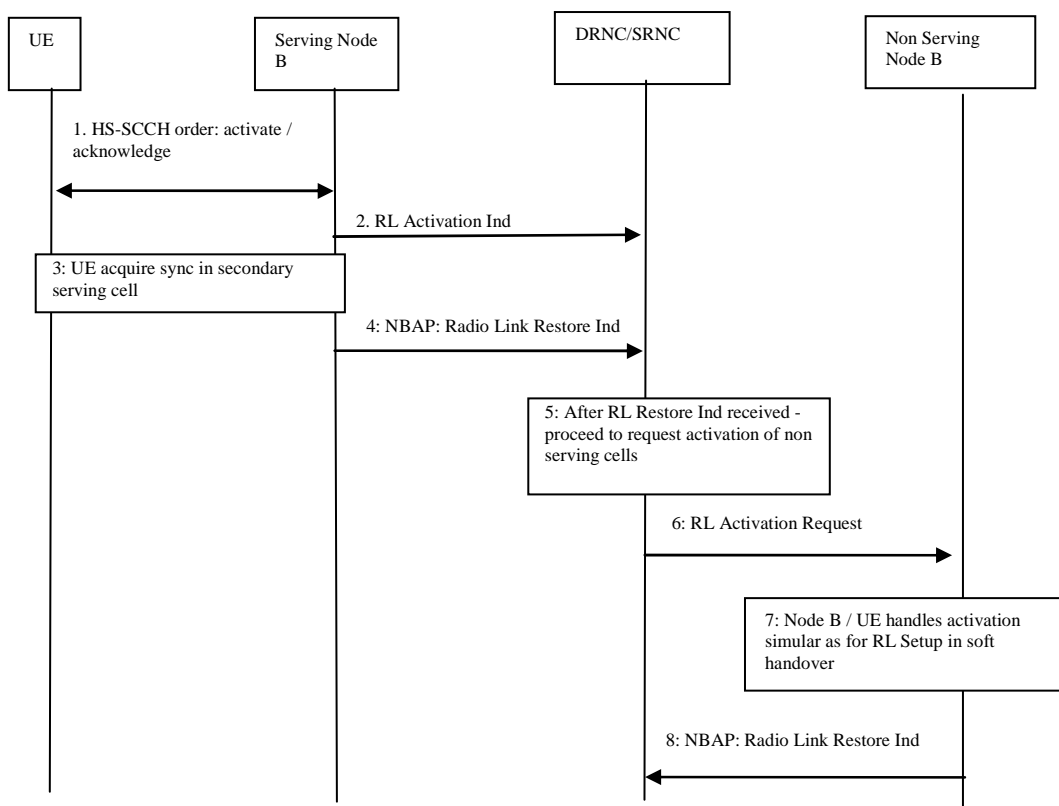 UE
Serving Node
B
DRNC/SRNC
Non Serving
Node B
1. HS-SCCH order: activate /
acknowledge
2. RL Activation Ind
3: UE acquire sync in secondary
serving cell
4: NBAP: Radio Link Restore Ind
5: After RL Restore Ind received -
proceed to request activation of non
serving cells
6: RL Activation Request
7: Node B / UE handles activation
simular as for RL Setup in soft
handover
8: NBAP: Radio Link Restore Ind